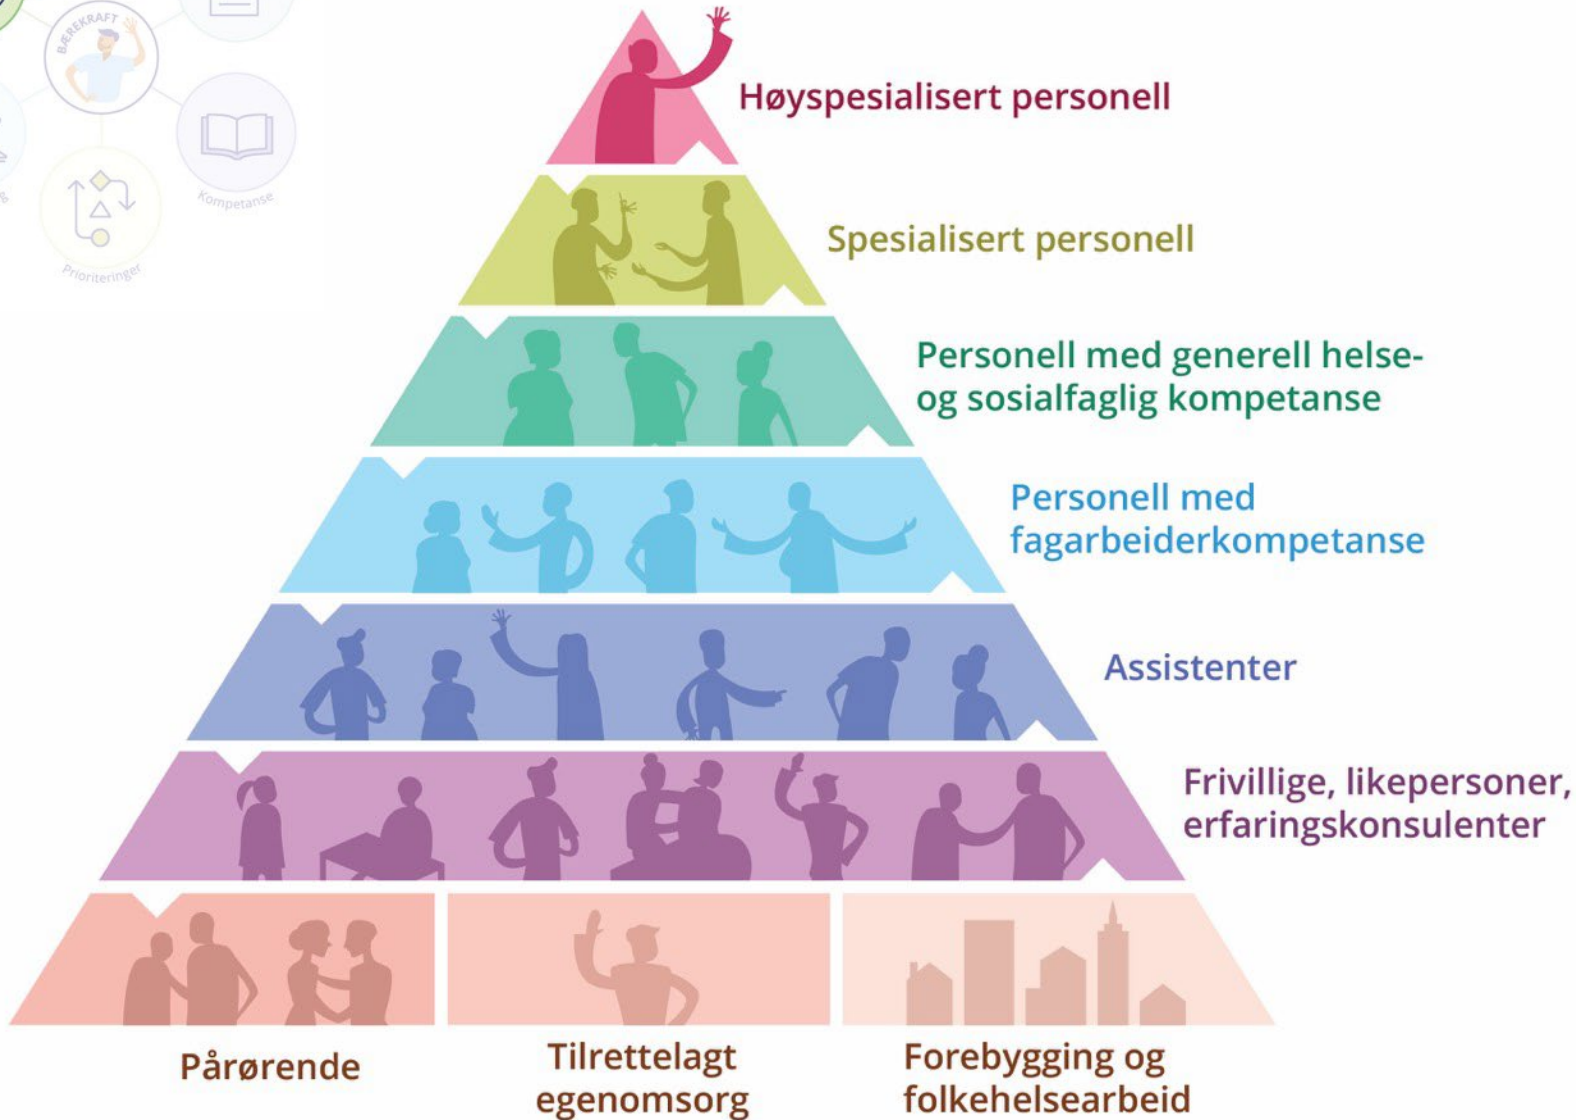 BÆREKRAFT
Kompetanse
Prioriteringer
Høyspesialisert personell
Spesialisert personell
Personell med generell helse-
og sosialfaglig kompetanse
Personell med
fagarbeiderkompetanse
Assistenter
Frivillige, likepersoner,
erfaringskonsulenter
Pårørende
Tilrettelagt
egenomsorg
Forebygging og
folkehelsearbeid